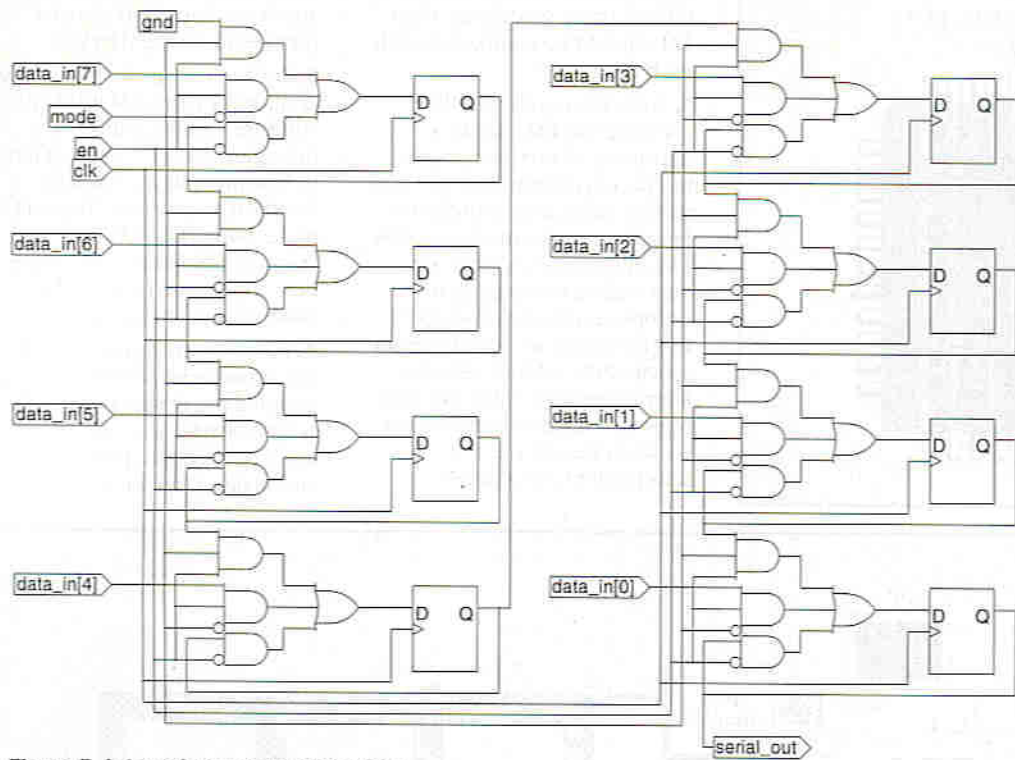 gnd
data_in[7]
mode
en
clk
D Q
data_in[6]
D Q
data_in[5]
D Q
data_in[4]
D Q
data_in[3]
D Q
data_in[2]
D Q
data_in[1]
D Q
data_in[0]
D Q
serial_out